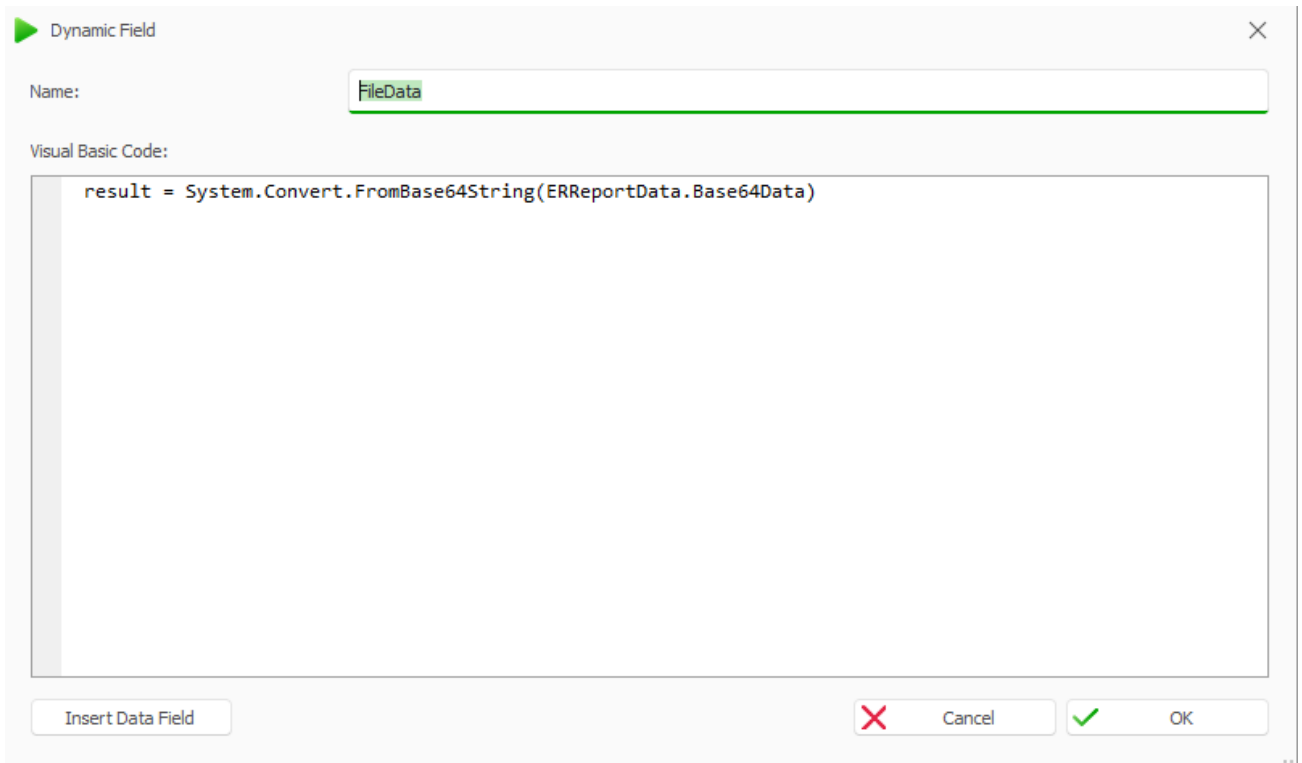 Dynamic Field
Name:
FileData
Visual Basic Code:
result = System.Convert.FromBase64String(ERReportData.Base64Data)
Insert Data Field
Cancel
OK